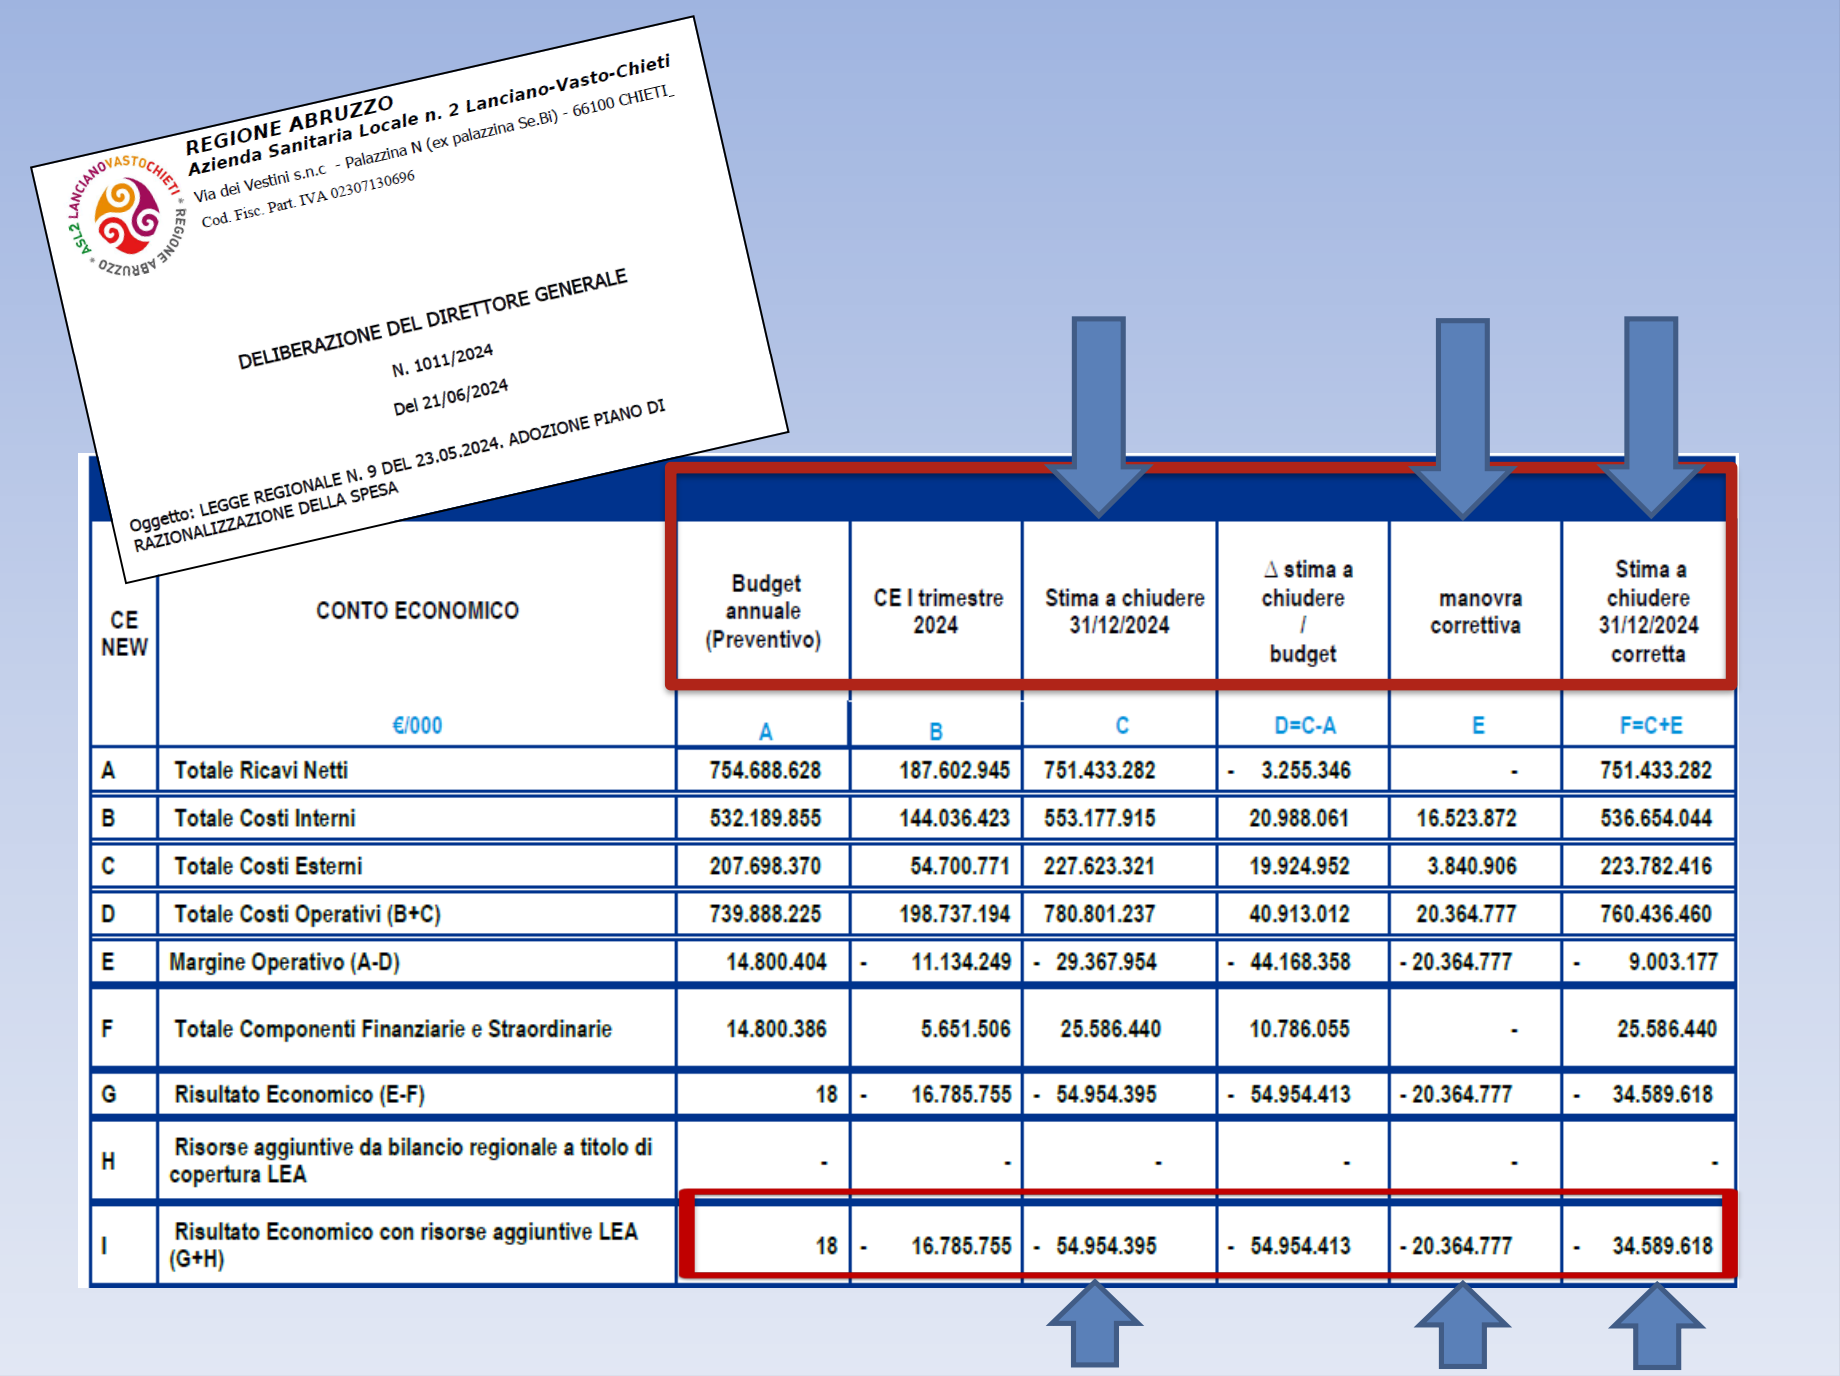 REGIONE ABRUZZO
Azienda Sanitaria Locale n. 2 Lanciano-Vasto-Chieti
Via dei Vestini s.n.c - Palazzina N (ex palazzina Se.Bi) - 66100 CHIETI_
Cod. Fisc. Part. IVA 02307130696
ASL2 LANCIANOVASTOCHIETI * REGIONE ABRUZZO *
DELIBERAZIONE DEL DIRETTORE GENERALE
N. 1011/2024
Del 21/06/2024
Oggetto: LEGGE REGIONALE N. 9 DEL 23.05.2024. ADOZIONE PIANO DI
RAZIONALIZZAZIONE DELLA SPESA
CE NEW CONTO ECONOMICO Budget annuale (Preventivo) CE I trimestre 2024 Stima a chiudere 31/12/2024 Δ stima a chiudere / budget manovra correttiva Stima a chiudere 31/12/2024 corretta
€/000 A B C D=C-A E F=C+E
A Totale Ricavi Netti 754.688.628 187.602.945 751.433.282 - 3.255.346 - 751.433.282
B Totale Costi Interni 532.189.855 144.036.423 553.177.915 20.988.061 16.523.872 536.654.044
C Totale Costi Esterni 207.698.370 54.700.771 227.623.321 19.924.952 3.840.906 223.782.416
D Totale Costi Operativi (B+C) 739.888.225 198.737.194 780.801.237 40.913.012 20.364.777 760.436.460
E Margine Operativo (A-D) 14.800.404 - 11.134.249 - 29.367.954 - 44.168.358 - 20.364.777 - 9.003.177
F Totale Componenti Finanziarie e Straordinarie 14.800.386 5.651.506 25.586.440 10.786.055 - 25.586.440
G Risultato Economico (E-F) 18 - 16.785.755 - 54.954.395 - 54.954.413 - 20.364.777 - 34.589.618
H Risorse aggiuntive da bilancio regionale a titolo di copertura LEA - - - - - -
I Risultato Economico con risorse aggiuntive LEA (G+H) 18 - 16.785.755 - 54.954.395 - 54.954.413 - 20.364.777 - 34.589.618